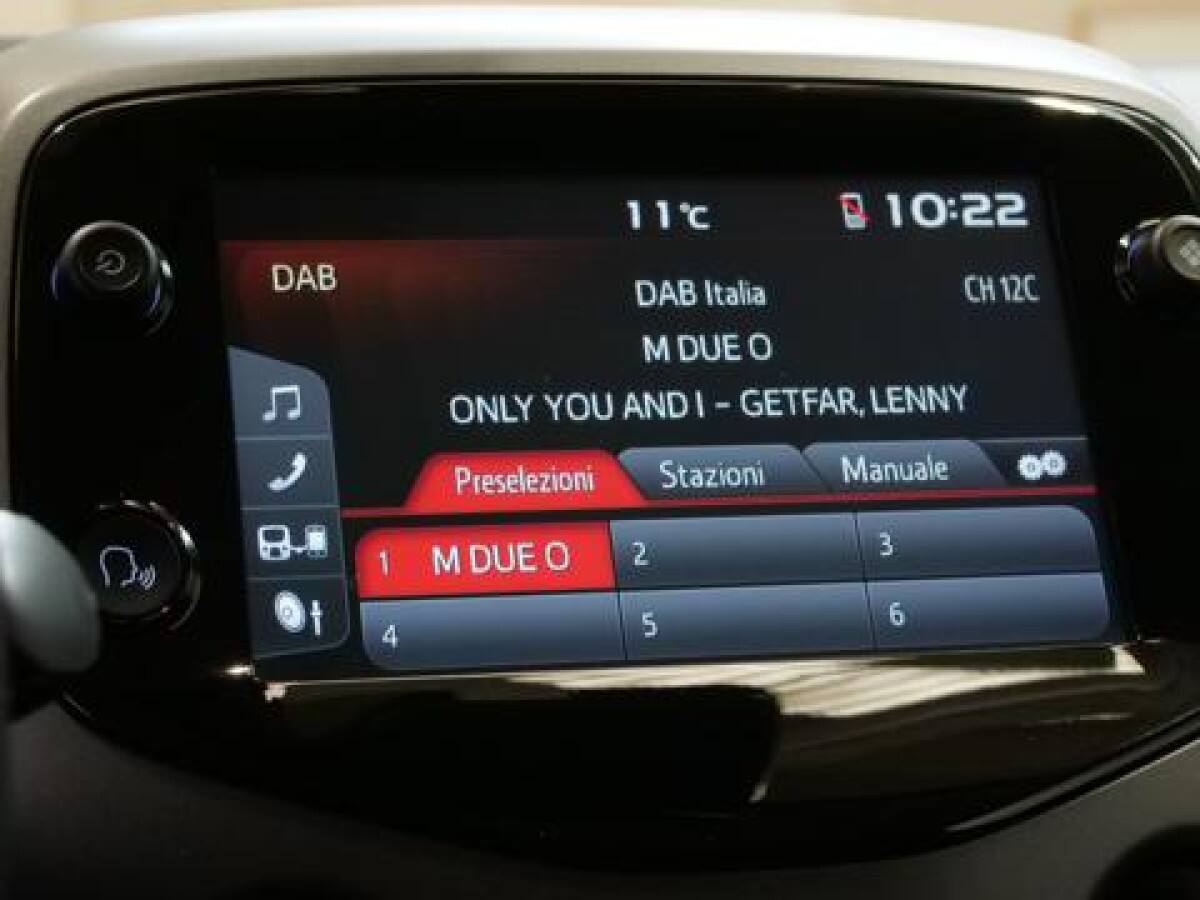 11°C 10:22
DAB
DAB Italia CH 12C
M DUE O
ONLY YOU AND I - GETFAR, LENNY
Preselezioni Stazioni Manuale
1 M DUE O 2 3
4 5 6